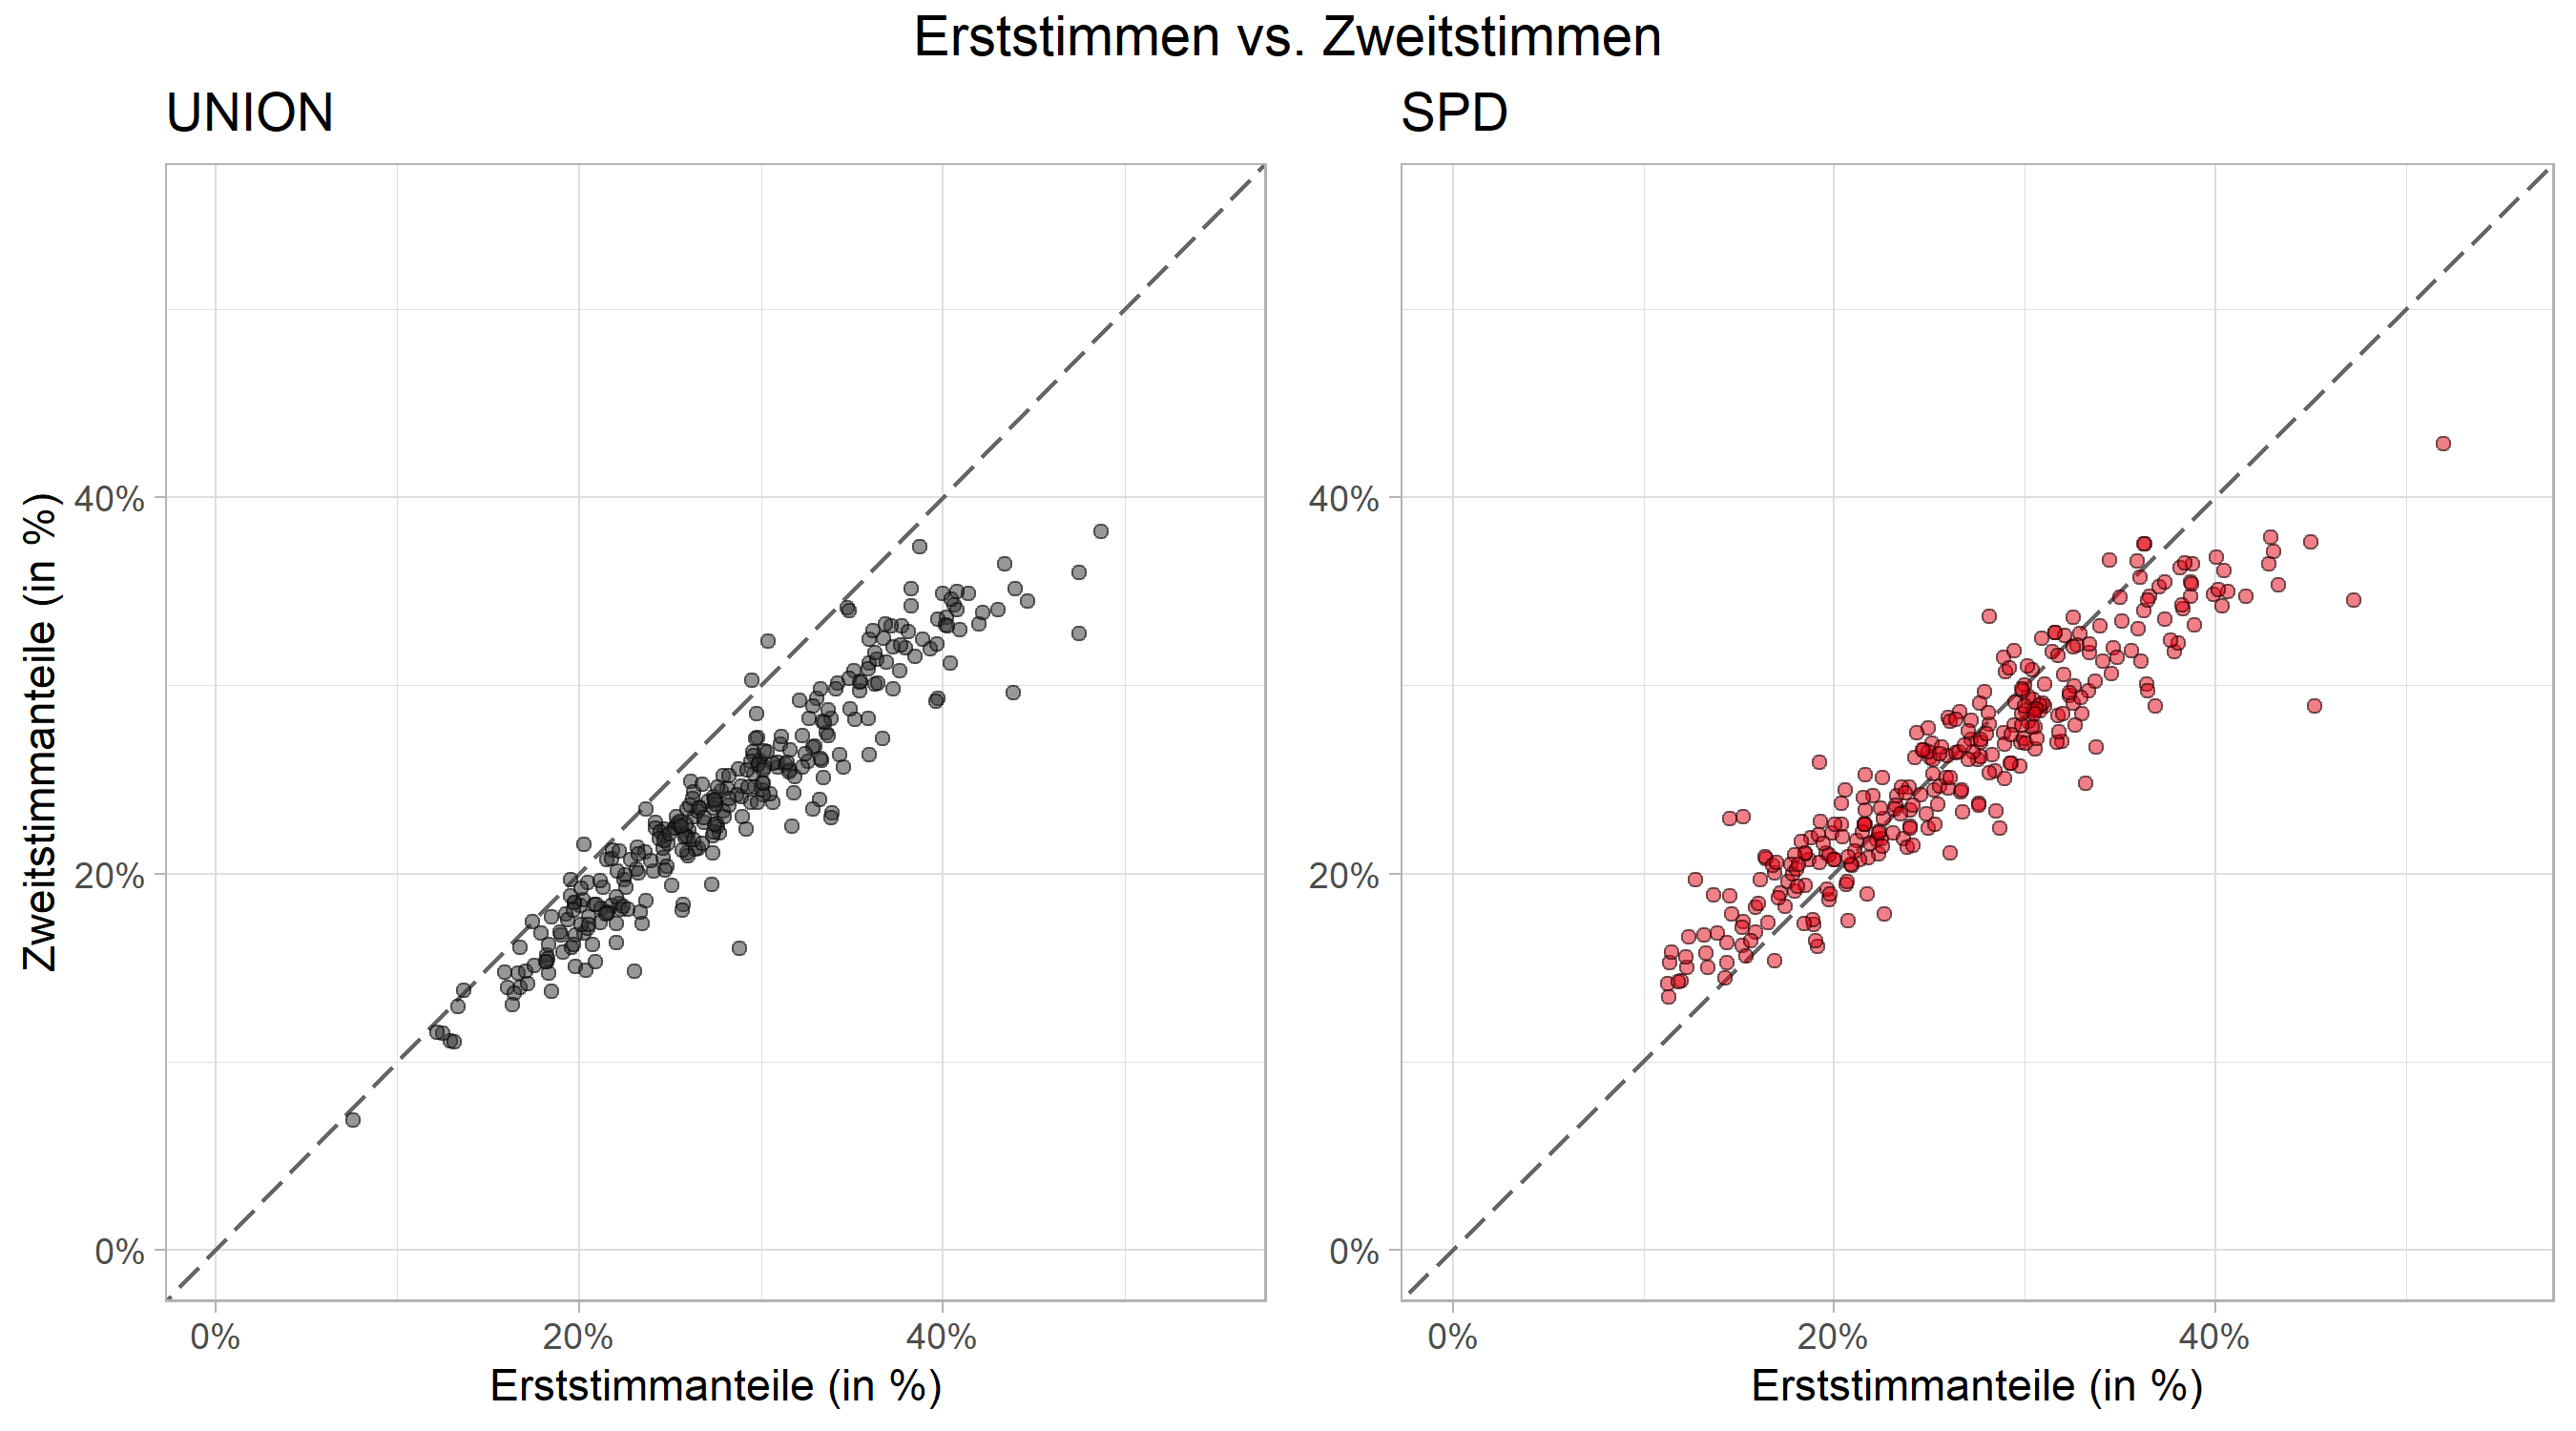 Erststimmen vs. Zweitstimmen
UNION
Zweitstimmanteile (in %)
40%
20%
0%
0%
20%
40%
Erststimmanteile (in %)
SPD
40%
20%
0%
0%
20%
40%
Erststimmanteile (in %)